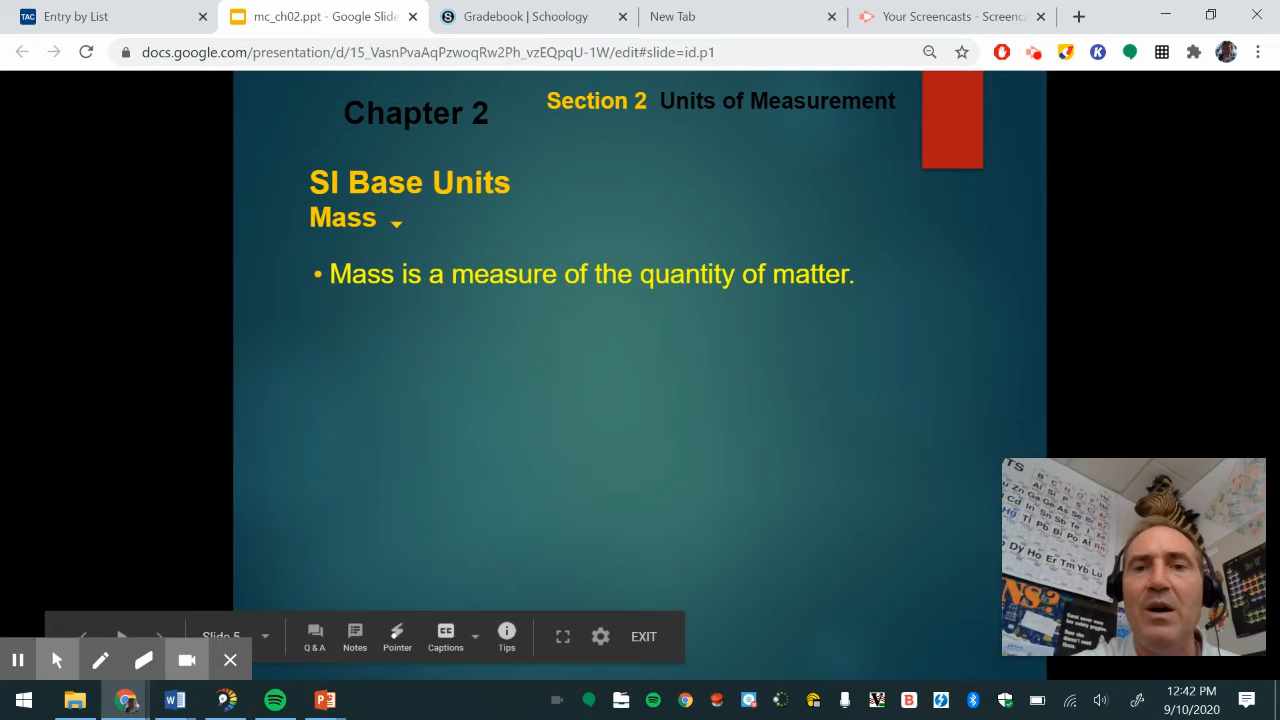 Entry by List
mc_ch02.ppt - Google Slide
Gradebook | Schoology
New Tab
Your Screencasts - Screenc
docs.google.com/presentation/d/15_VasnPvaAqPzwoqRw2Ph_vzEQpqU-1W/edit#slide=id.p1
Chapter 2
Section 2 Units of Measurement
SI Base Units
Mass
• Mass is a measure of the quantity of matter.
Slide 5
Q & A
Notes
Pointer
Captions
Tips
EXIT
12:42 PM
9/10/2020